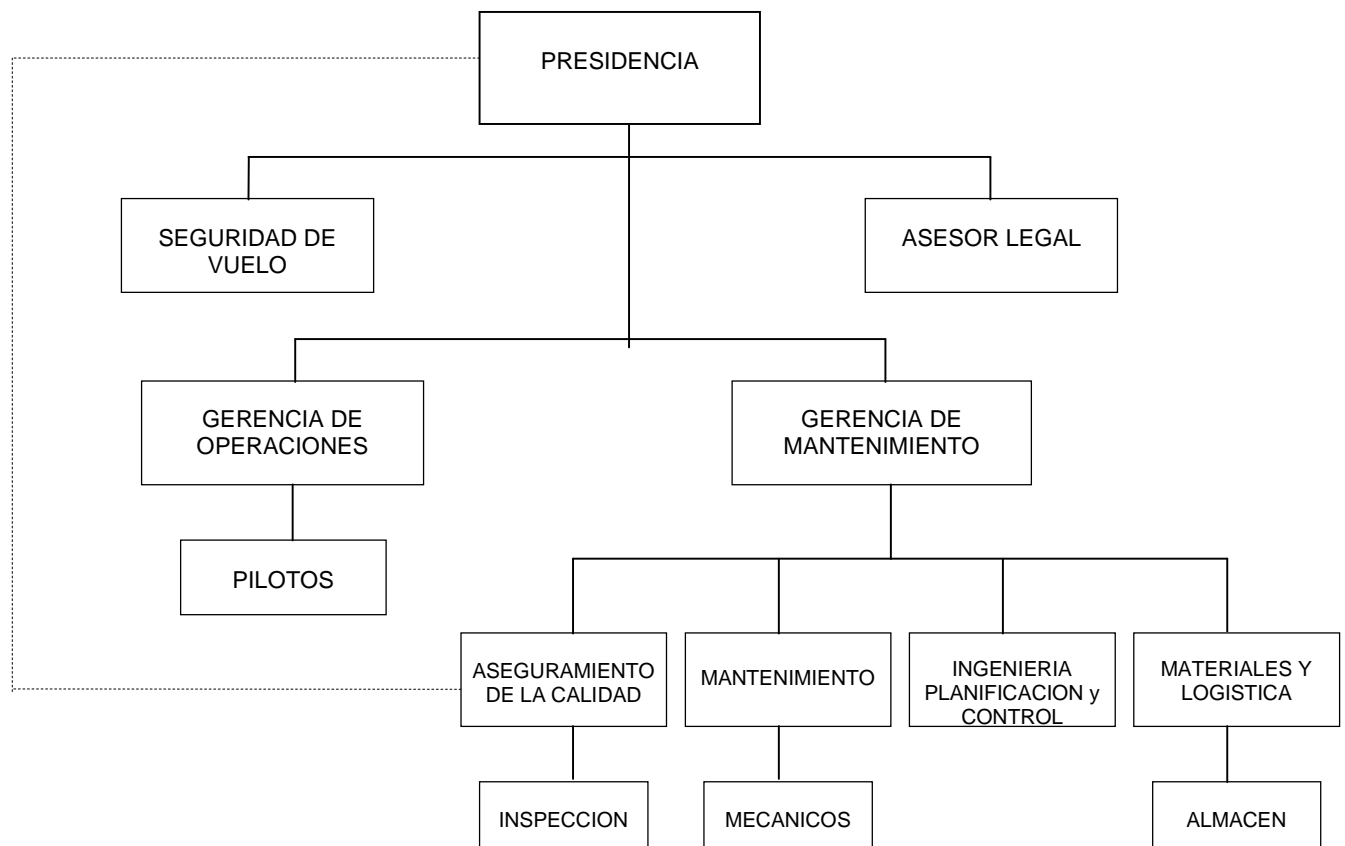 PRESIDENCIA
SEGURIDAD DE
VUELO
ASESOR LEGAL
GERENCIA DE
OPERACIONES
GERENCIA DE
MANTENIMIENTO
PILOTOS
ASEGURAMIENTO
DE LA CALIDAD
MANTENIMIENTO
INGENIERIA
PLANIFICACION y
CONTROL
MATERIALES Y
LOGISTICA
INSPECCION
MECANICOS
ALMACEN